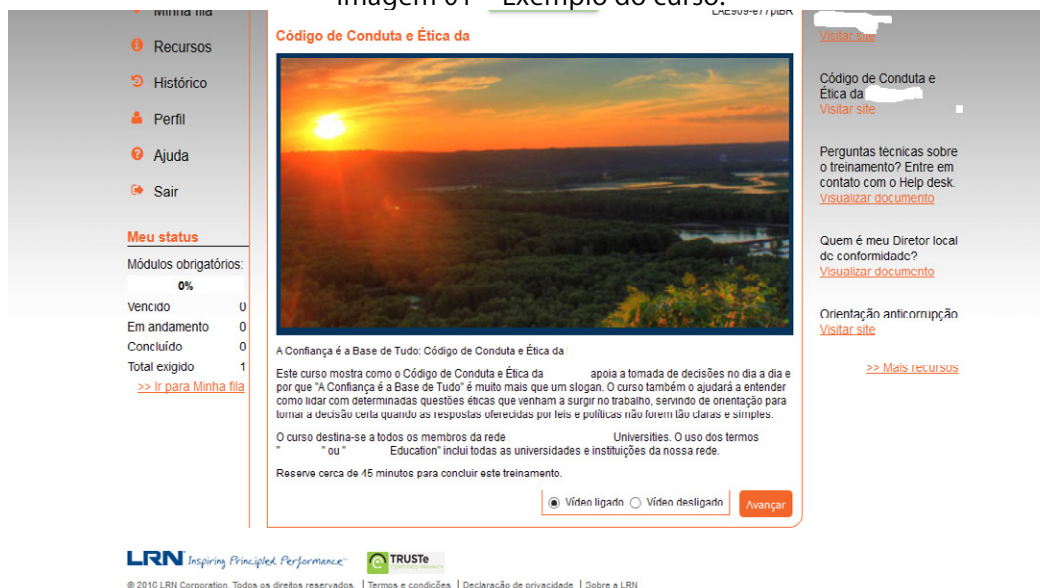 Imagem 01 - Exemplo do curso.
Minha fila
LAE909-e77ptBR
Recursos
Histórico
Perfil
Ajuda
Sair
Meu status
Módulos obrigatórios:
0%
Vencido 0
Em andamento 0
Concluído 0
Total exigido 1
>> Ir para Minha fila
Código de Conduta e Ética da
A Confiança é a Base de Tudo: Código de Conduta e Ética da
Este curso mostra como o Código de Conduta e Ética da apoia a tomada de decisões no dia a dia e
por que "A Confiança é a Base de Tudo" é muito mais que um slogan. O curso também o ajudará a entender
como lidar com determinadas questões éticas que venham a surgir no trabalho, servindo de orientação para
tomar a decisão certa quando as respostas oferecidas por leis e políticas não forem tão claras e simples.
O curso destina-se a todos os membros da rede Universities. O uso dos termos
" " ou " Education" inclui todas as universidades e instituições da nossa rede.
Reserve cerca de 45 minutos para concluir este treinamento.
Vídeo ligado Vídeo desligado Avançar
Visitar site
Código de Conduta e
Ética da
Visitar site
Perguntas técnicas sobre
o treinamento? Entre em
contato com o Help desk.
Visualizar documento
Quem é meu Diretor local
de conformidade?
Visualizar documento
Orientação anticorrupção
Visitar site
>> Mais recursos
LRN Inspiring Principled Performance
TRUSTe
CERTIFIED PRIVACY
© 2016 LRN Corporation. Todos os direitos reservados. | Termos e condições | Declaração de privacidade | Sobre a LRN